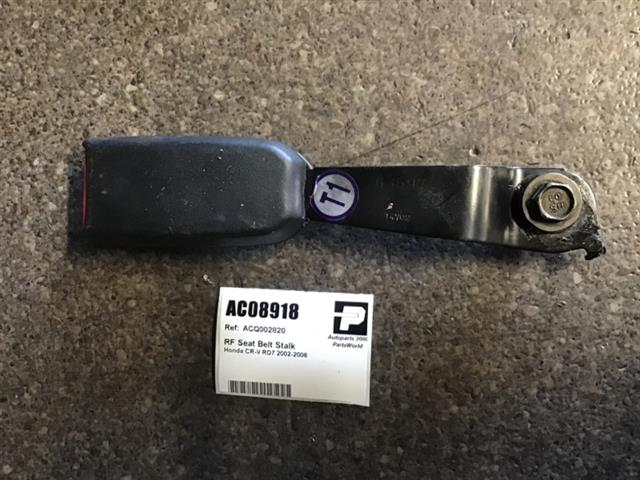 T1
AC08918
Ref: ACQ002820
RF Seat Belt Stalk
Honda CR-V RD7 2002-2006
P
Autoparts 2000
PartsWorld